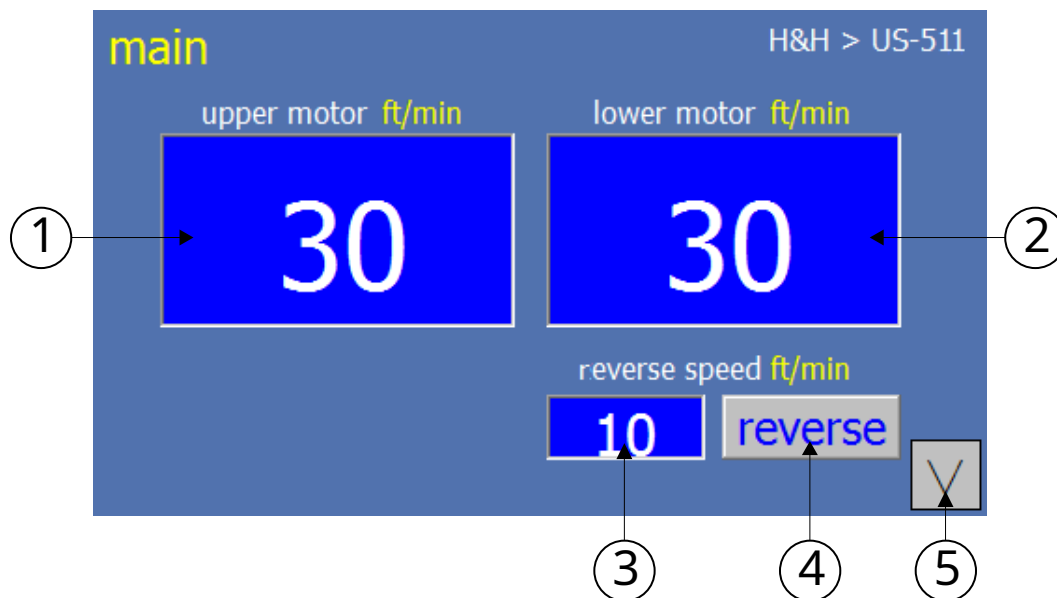 main
H&H > US-511
upper motor ft/min
lower motor ft/min
1
30
30
2
reverse speed ft/min
10
reverse
V
3
4
5